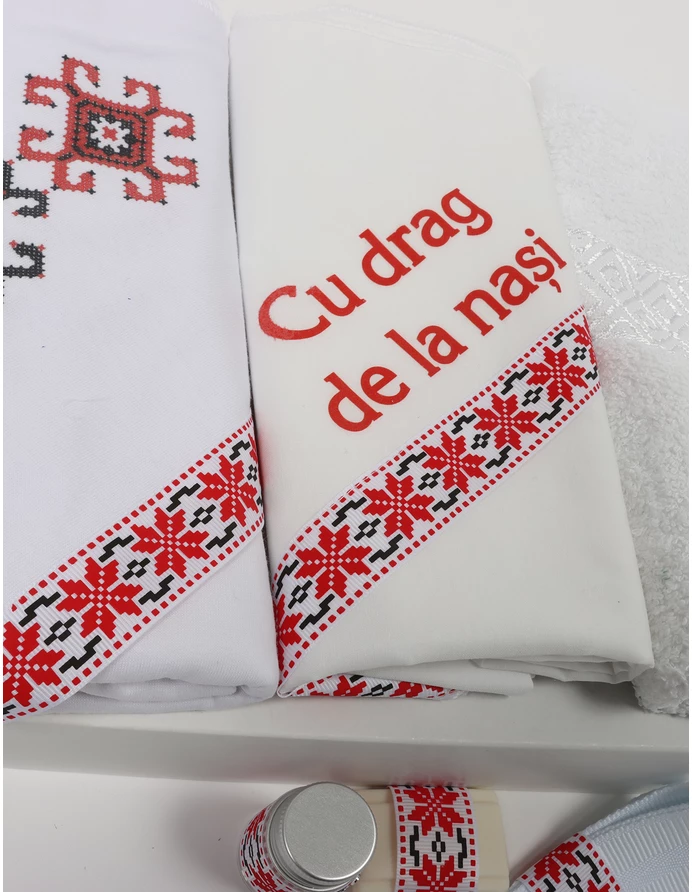 Cu drag
de la nași